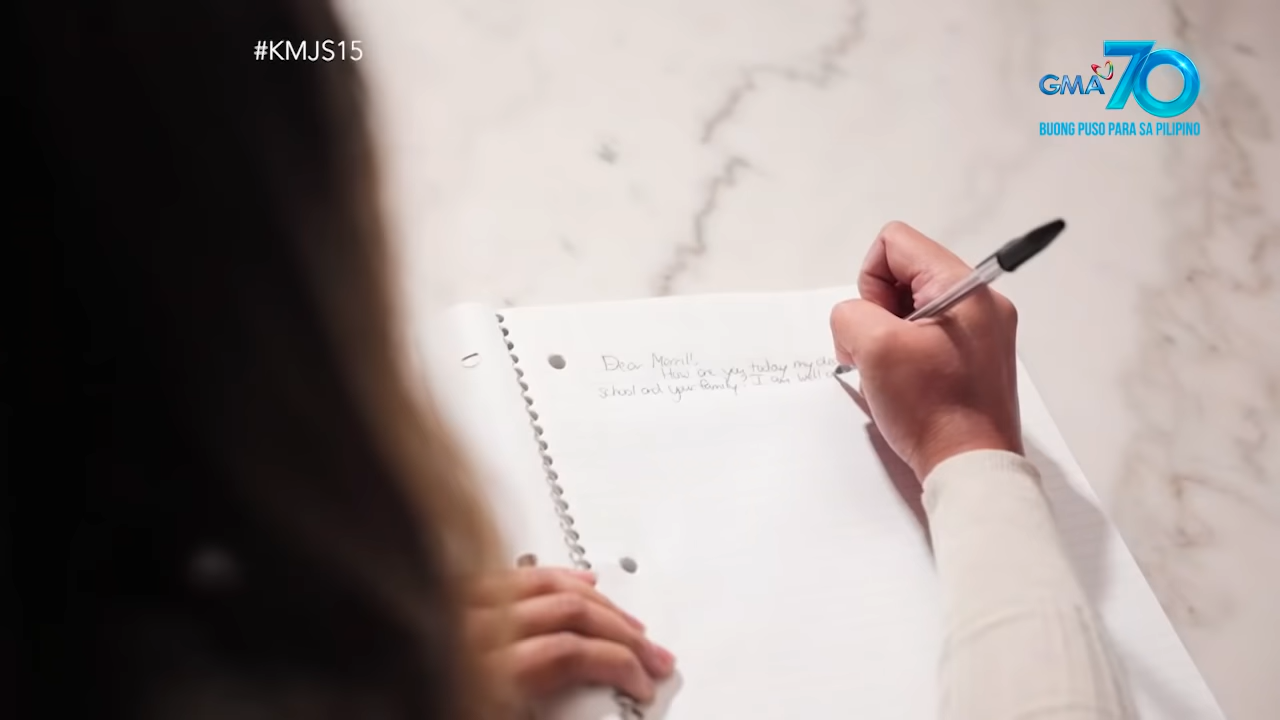 #KMJS15
GMA 70
BUONG PUSO PARA SA PILIPINO
Dear Merrill,
How are you today my
school and your family? I am well